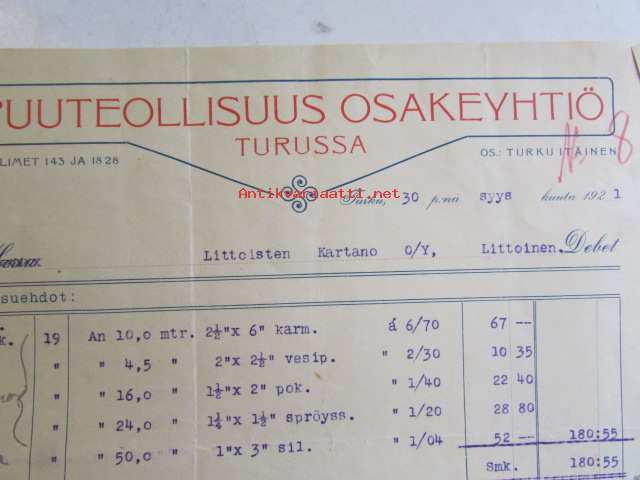 PUUTEOLLISUUS OSAKEYHTIÖ
TURUSSA
LIMET 143 JA 1828
OS.: TURKU ITÄINEN
No 8
Antikvariaatti.net
Turku, 30 p:nä syys kuuta 1921
Littoisten Kartano O/Y, Littoinen. Debet
suehdot:
k. 19 An 10,0 mtr. 2½"x 6" karm. á 6/70 67 --
" " 4,5 " 2"x 2½" vesip. " 2/30 10 35
" " 16,0 " 1½"x 2" pok. " 1/40 22 40
" " 24,0 " 1¼"x 1½" spröyss. " 1/20 28 80
" " 50,0 " 1"x 3" sil. " 1/04 52 -- 180:55
Smk. 180:55